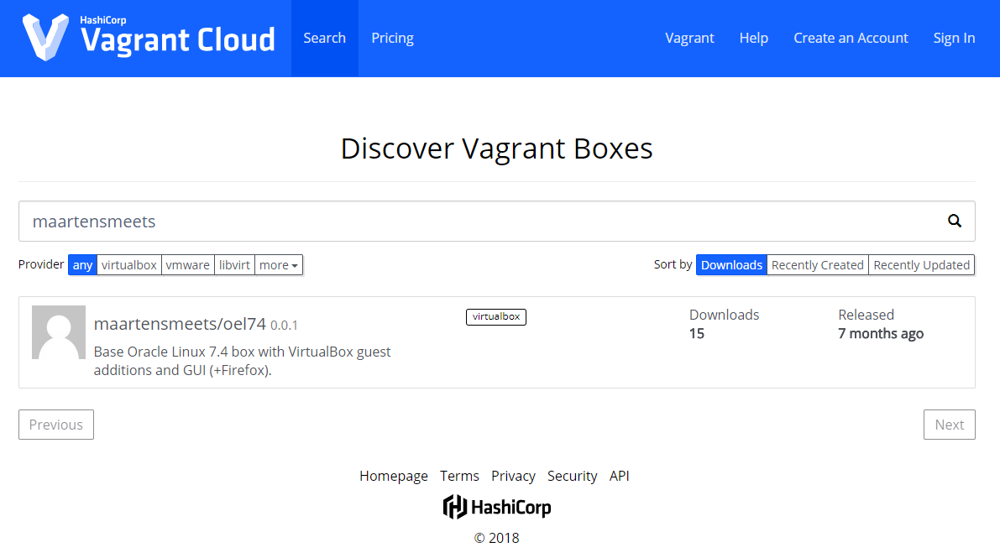 HashiCorp
Vagrant Cloud
Search Pricing Vagrant Help Create an Account Sign In
Discover Vagrant Boxes
maartensmeets
Provider any virtualbox vmware libvirt more Sort by Downloads Recently Created Recently Updated
maartensmeets/oel74 0.0.1 virtualbox Downloads Released
15 7 months ago
Base Oracle Linux 7.4 box with VirtualBox guest
additions and GUI (+Firefox).
Previous Next
Homepage Terms Privacy Security API
HashiCorp
© 2018